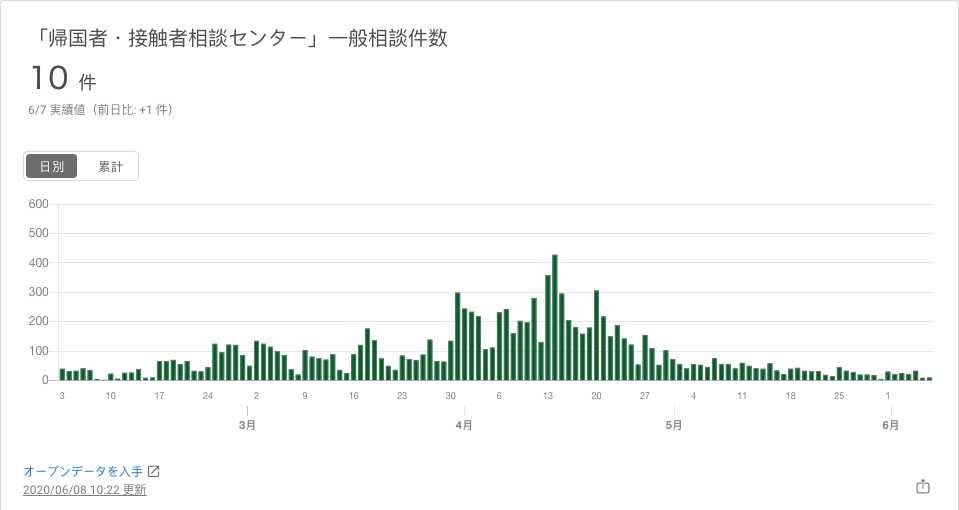 「帰国者・接触者相談センター」一般相談件数
10 件
6/7 実績値（前日比: +1 件）
日別 累計
600
500
400
300
200
100
0
3 10 17 24 2 9 16 23 30 6 13 20 27 4 11 18 25 1
3月 4月 5月 6月
オープンデータを入手
2020/06/08 10:22 更新